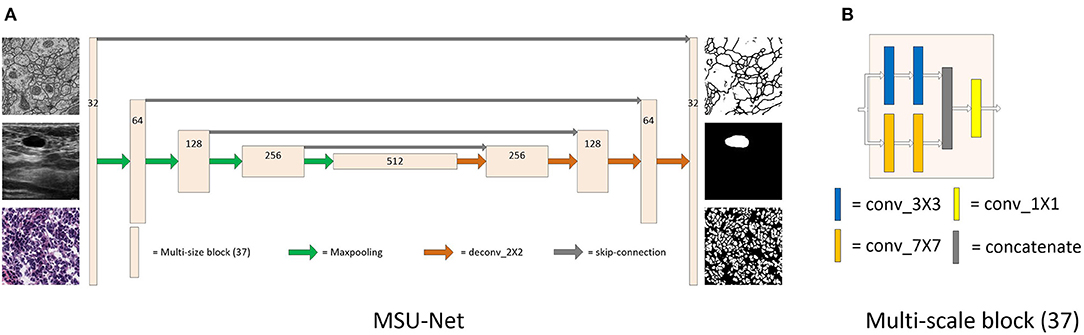 A
B
32
64
128
256
512
256
128
64
32
= Multi-size block (37)
= Maxpooling
= deconv_2X2
= skip-connection
MSU-Net
= conv_3X3
= conv_1X1
= conv_7X7
= concatenate
Multi-scale block (37)